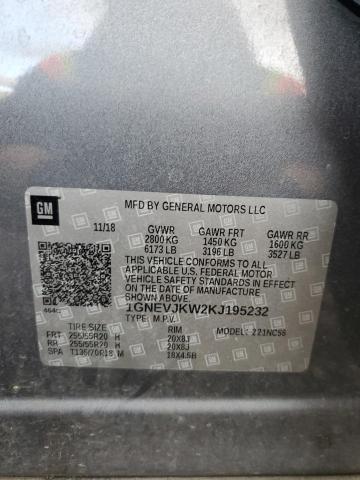 GM
MFD BY GENERAL MOTORS LLC
11/18 GVWR GAWR FRT GAWR RR
2800 KG 1450 KG 1600 KG
6173 LB 3196 LB 3527 LB
THIS VEHICLE CONFORMS TO ALL
APPLICABLE U.S. FEDERAL MOTOR
VEHICLE SAFETY STANDARDS IN EFFECT
ON THE DATE OF MANUFACTURE SHOWN
ABOVE.
1GNEVJKW2KJ195232
TYPE: M.P.V.
TIRE SIZE RIM MODEL: 1NC56
FRT 255/55R20 H 20X8J
RR 255/55R20 H 20X8J
SPA T135/70R18 M 18X4.5B